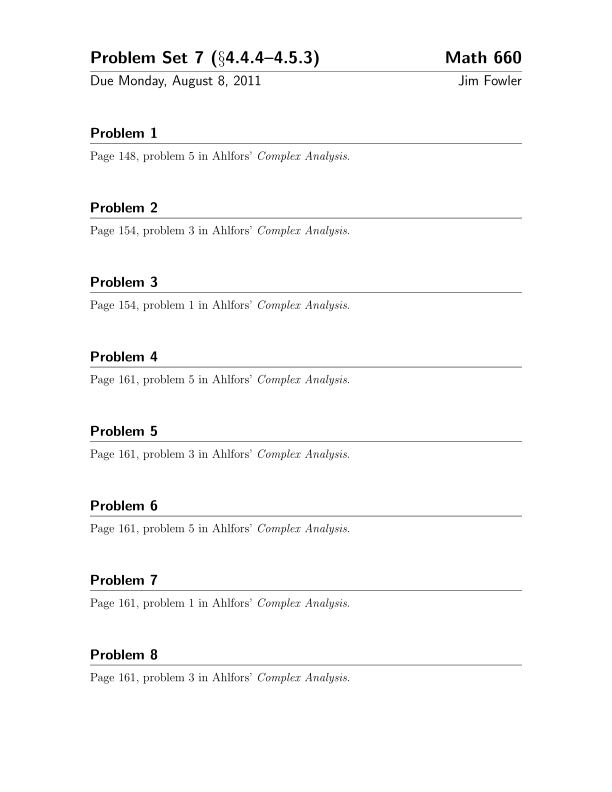 Problem Set 7 (§4.4.4–4.5.3) Math 660
Due Monday, August 8, 2011 Jim Fowler
Problem 1
Page 148, problem 5 in Ahlfors' Complex Analysis.
Problem 2
Page 154, problem 3 in Ahlfors' Complex Analysis.
Problem 3
Page 154, problem 1 in Ahlfors' Complex Analysis.
Problem 4
Page 161, problem 5 in Ahlfors' Complex Analysis.
Problem 5
Page 161, problem 3 in Ahlfors' Complex Analysis.
Problem 6
Page 161, problem 5 in Ahlfors' Complex Analysis.
Problem 7
Page 161, problem 1 in Ahlfors' Complex Analysis.
Problem 8
Page 161, problem 3 in Ahlfors' Complex Analysis.